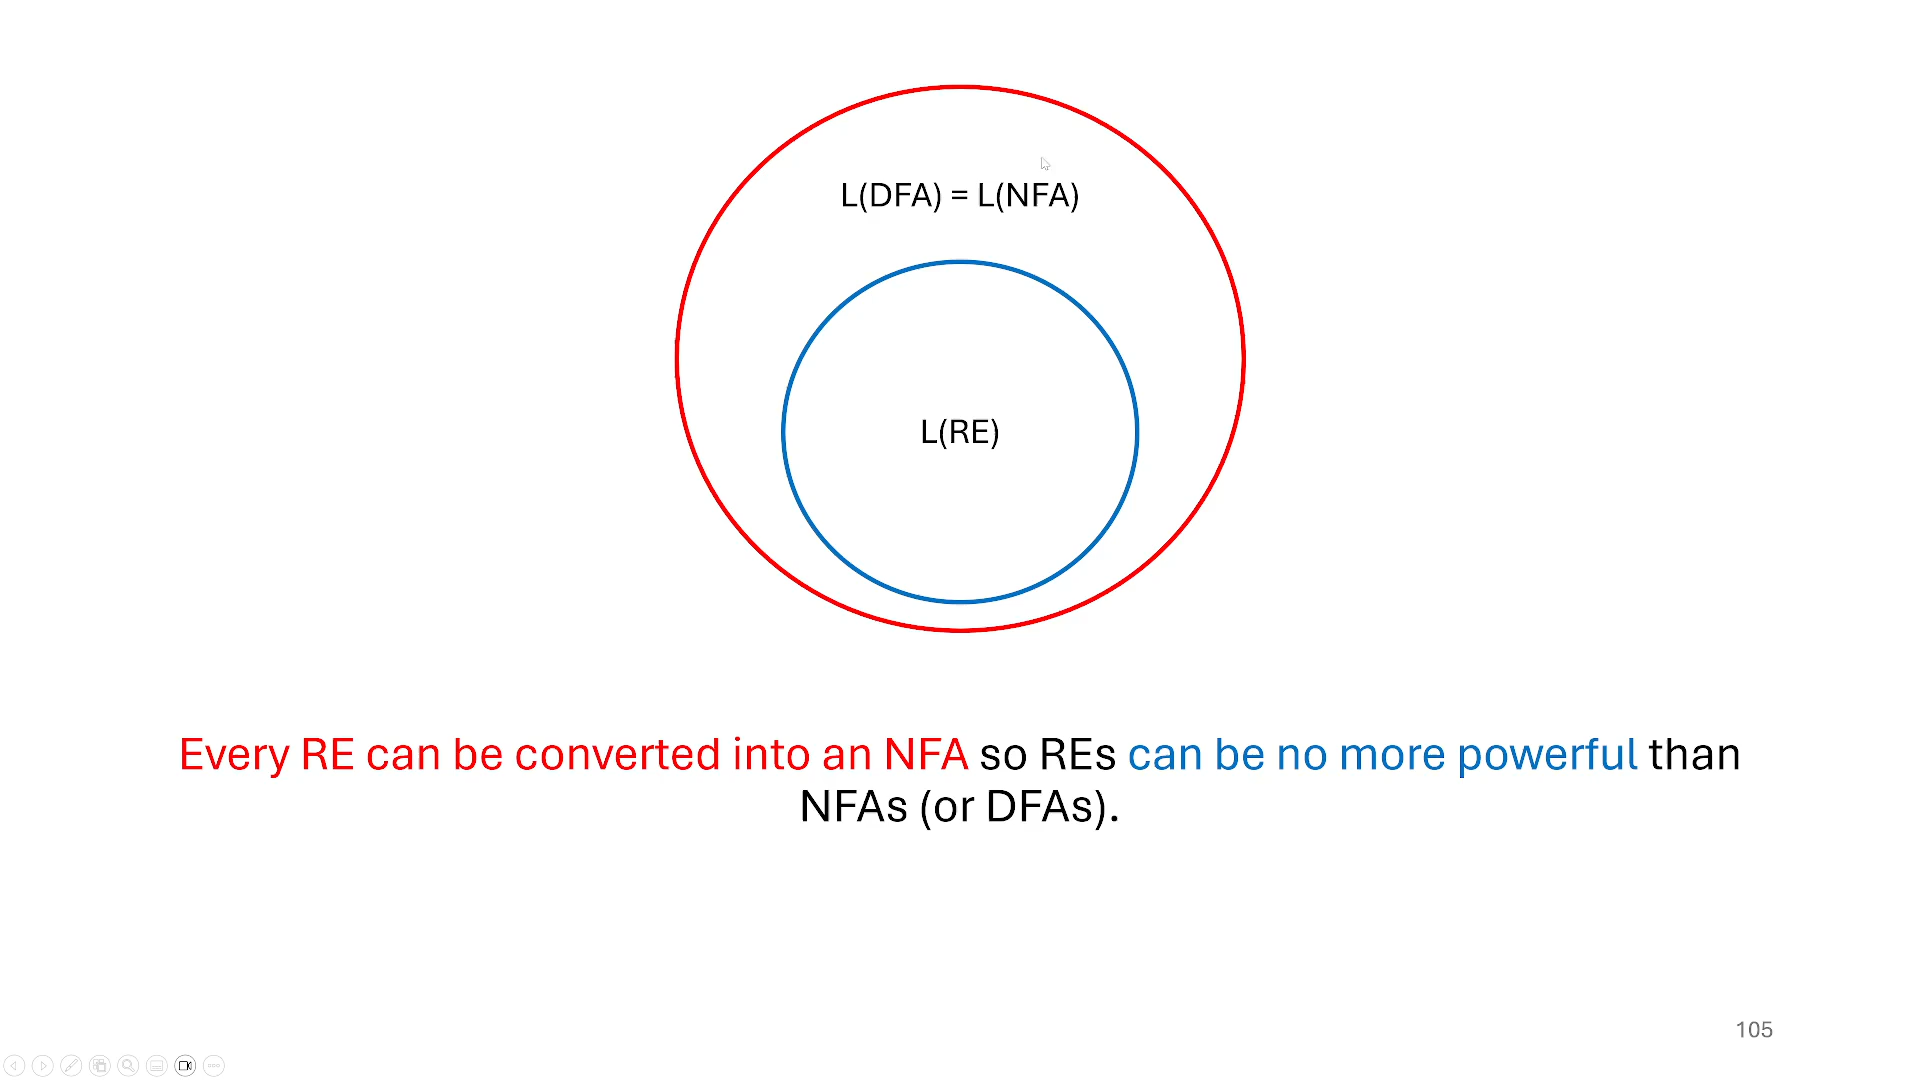 L(DFA) = L(NFA)
L(RE)
Every RE can be converted into an NFA so REs can be no more powerful than
NFAs (or DFAs).
105